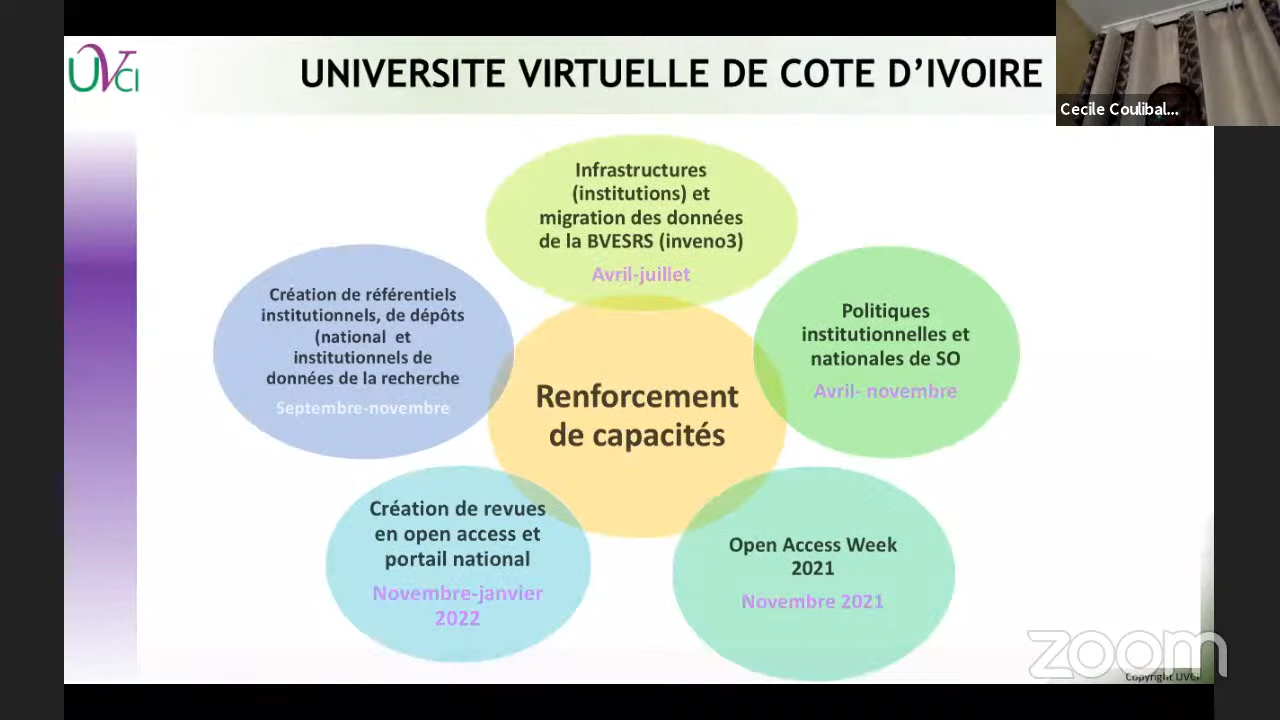 UVCI
UNIVERSITE VIRTUELLE DE COTE D’IVOIRE
Cecile Coulibal...
Infrastructures
(institutions) et
migration des données
de la BVESRS (inveno3)
Avril-juillet
Politiques
institutionnelles et
nationales de SO
Avril- novembre
Open Access Week
2021
Novembre 2021
Création de revues
en open access et
portail national
Novembre-janvier
2022
Création de référentiels
institutionnels, de dépôts
(national et
institutionnels de
données de la recherche
Septembre-novembre
Renforcement
de capacités
zoom
Copyright UVCI